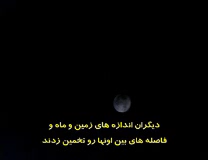 دیگران اندازه های زمین و ماه و
فاصله های بین اونها رو تخمین زدند